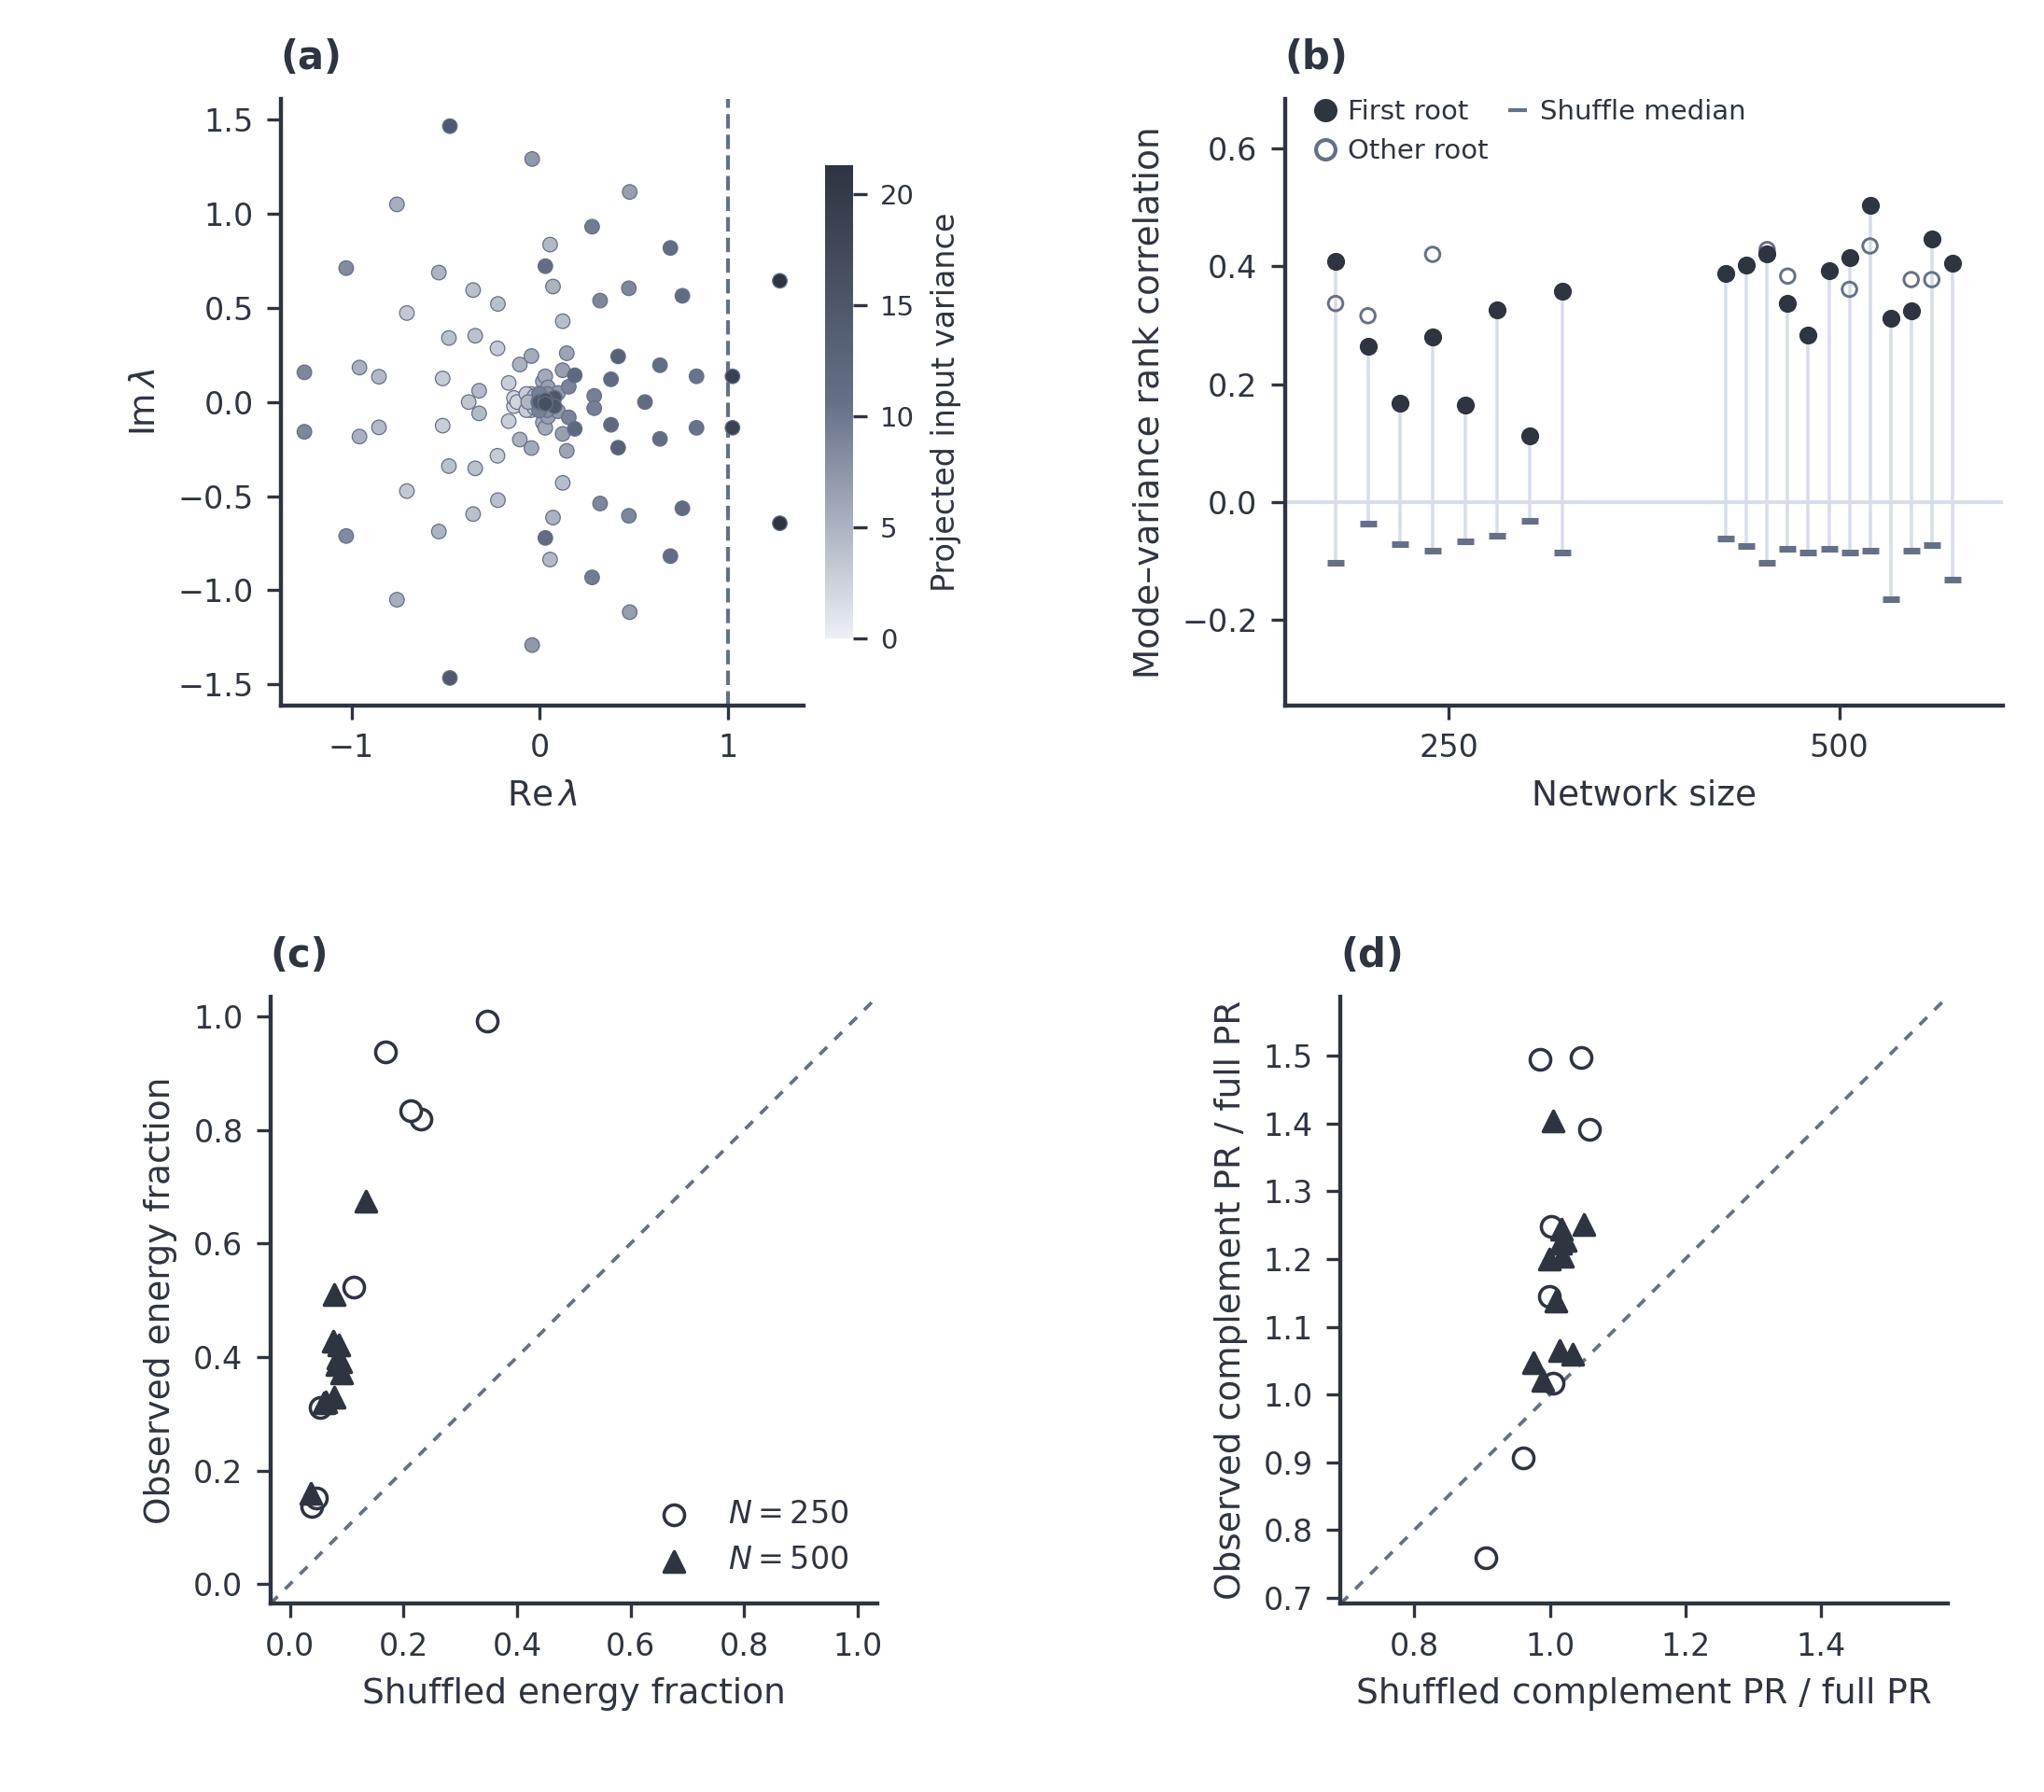 (a)
1.5
1.0
0.5
0.0
−0.5
−1.0
−1.5
Im λ
−1
0
1
Re λ
20
15
10
5
0
Projected input variance
(b)
First root
Other root
Shuffle median
0.6
0.4
0.2
0.0
−0.2
Mode–variance rank correlation
250
500
Network size
(c)
1.0
0.8
0.6
0.4
0.2
0.0
Observed energy fraction
N = 250
N = 500
0.0
0.2
0.4
0.6
0.8
1.0
Shuffled energy fraction
(d)
1.5
1.4
1.3
1.2
1.1
1.0
0.9
0.8
0.7
Observed complement PR / full PR
0.8
1.0
1.2
1.4
Shuffled complement PR / full PR